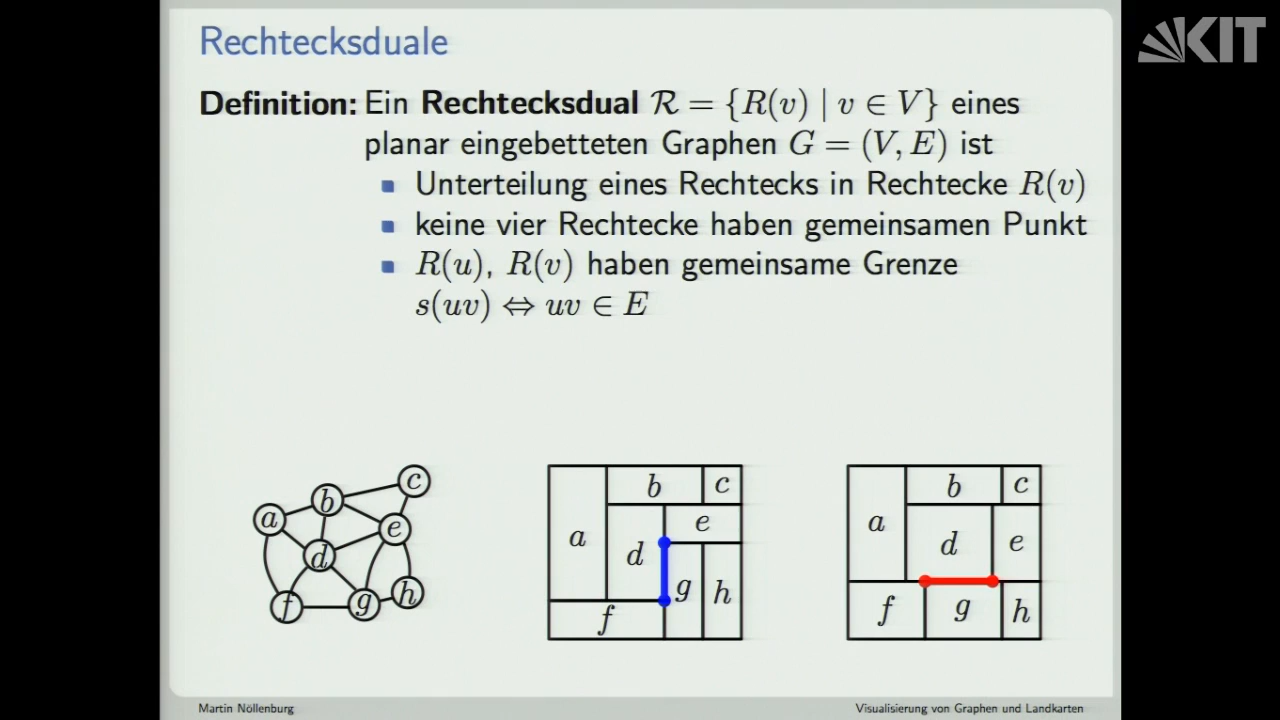 KIT
Rechtecksduale
Definition: Ein Rechtecksdual ℛ = {R(v) | v ∈ V} eines
planar eingebetteten Graphen G = (V, E) ist
Unterteilung eines Rechtecks in Rechtecke R(v)
keine vier Rechtecke haben gemeinsamen Punkt
R(u), R(v) haben gemeinsame Grenze
s(uv) ⇔ uv ∈ E
a b c d e f g h
a b c d e f g h
a b c d e f g h
Martin Nöllenburg
Visualisierung von Graphen und Landkarten